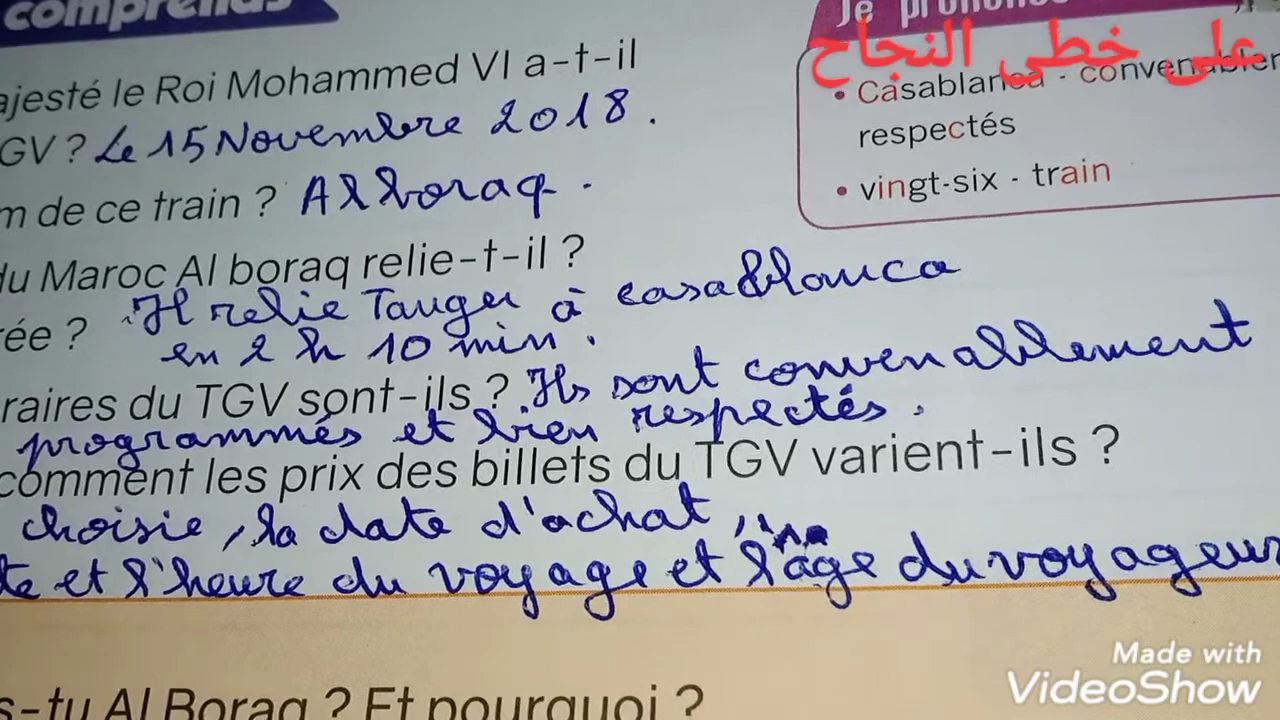 comprends
Je prononce
على خطى النجاح
ajesté le Roi Mohammed VI a-t-il
GV ? Le 15 Novembre 2018.
• Casablanca - convenablement
respectés
• vingt-six - train
m de ce train ? Al boraq.
du Maroc Al boraq relie-t-il ?
rée ? Il relie Tanger à casablanca
en 2 h 10 min.
raires du TGV sont-ils ? Ils sont convenablement
programmés et bien respectés.
comment les prix des billets du TGV varient-ils ?
choisie, la date d'achat,
te et l'heure du voyage et l'âge du voyageur
s-tu Al Boraq ? Et pourquoi ?
Made with
VideoShow